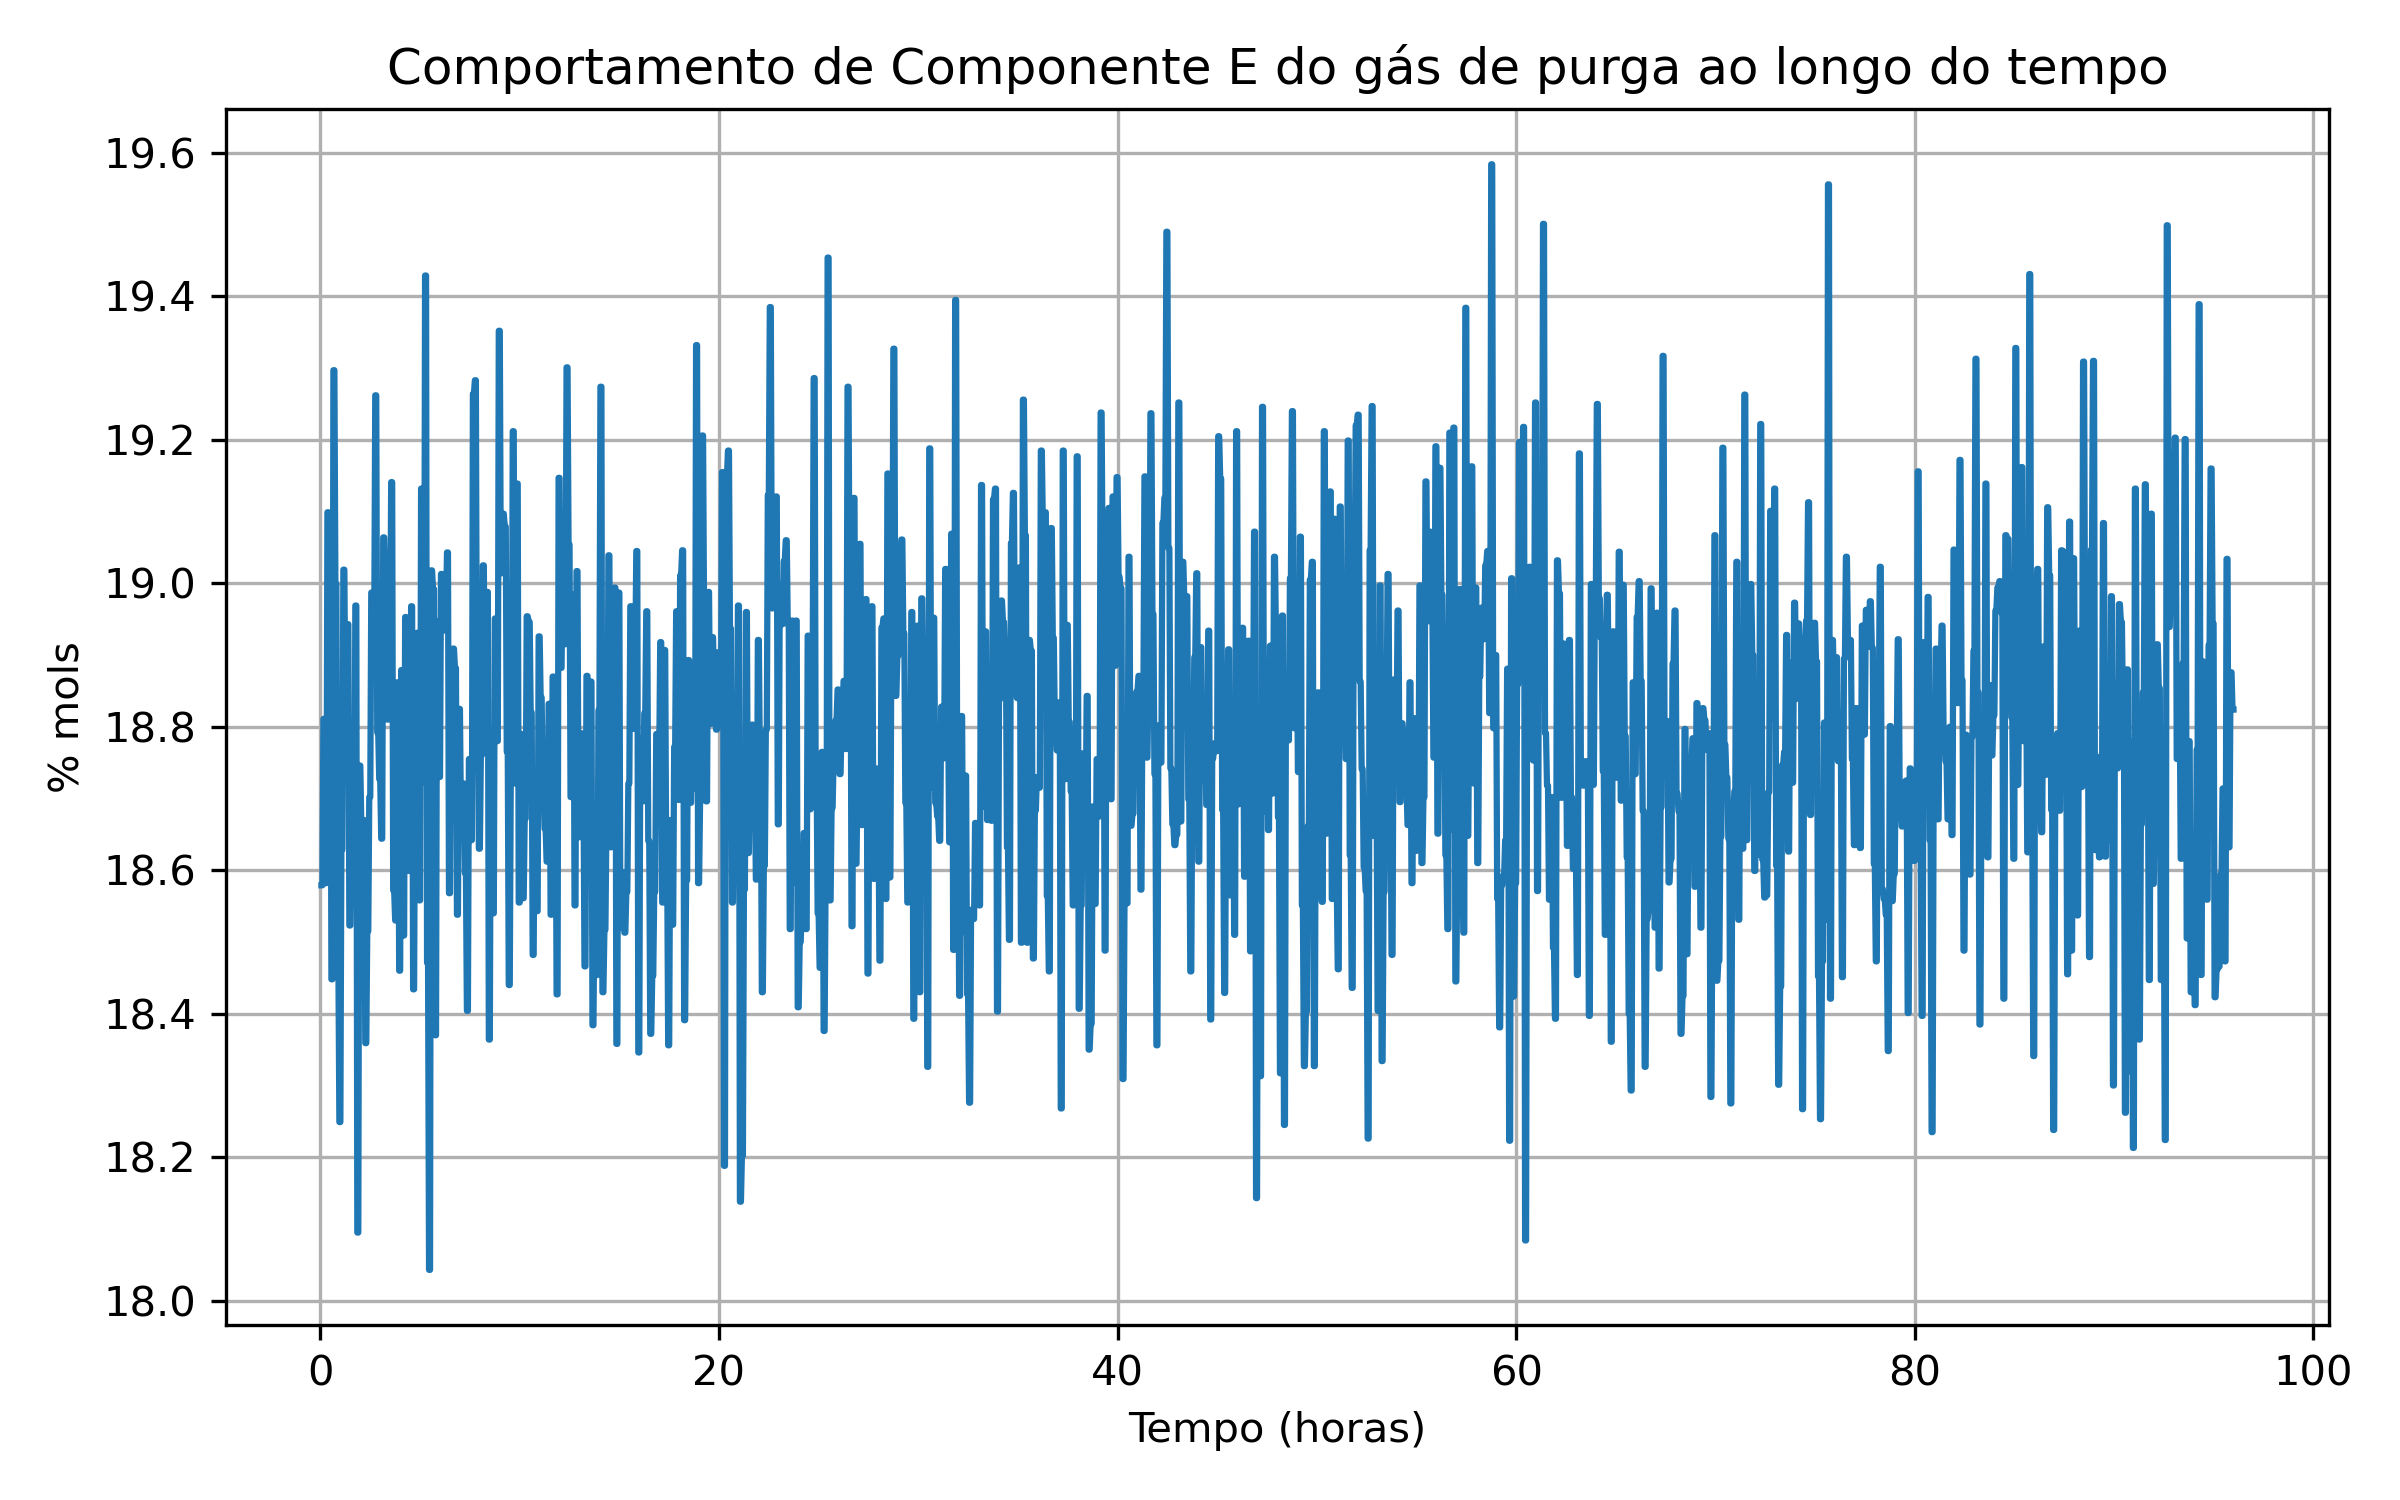 Comportamento de Componente E do gás de purga ao longo do tempo
19.6
19.4
19.2
19.0
18.8
18.6
18.4
18.2
18.0
% mols
0 20 40 60 80 100
Tempo (horas)